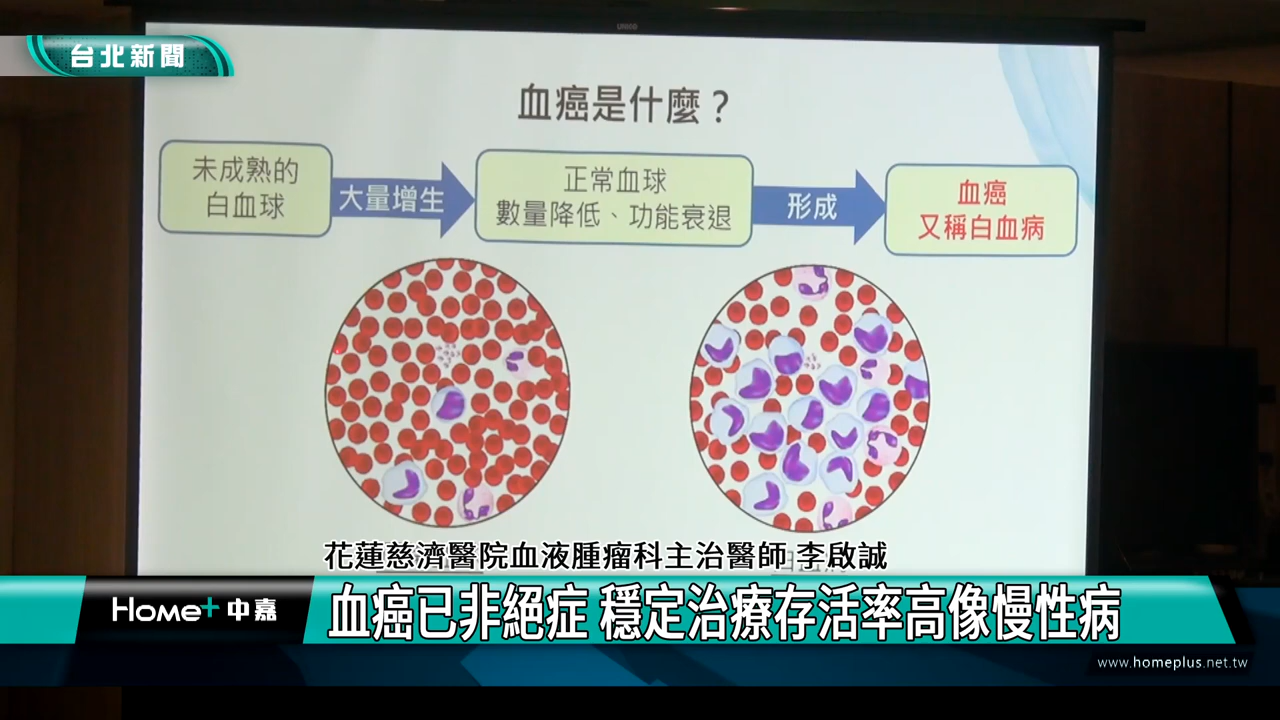 台北新聞
血癌是什麼？
未成熟的
白血球
大量增生
正常血球
數量降低、功能衰退
形成
血癌
又稱白血病
花蓮慈濟醫院血液腫瘤科主治醫師 李啟誠
Home+ 中嘉
血癌已非絕症 穩定治療存活率高像慢性病
www.homeplus.net.tw